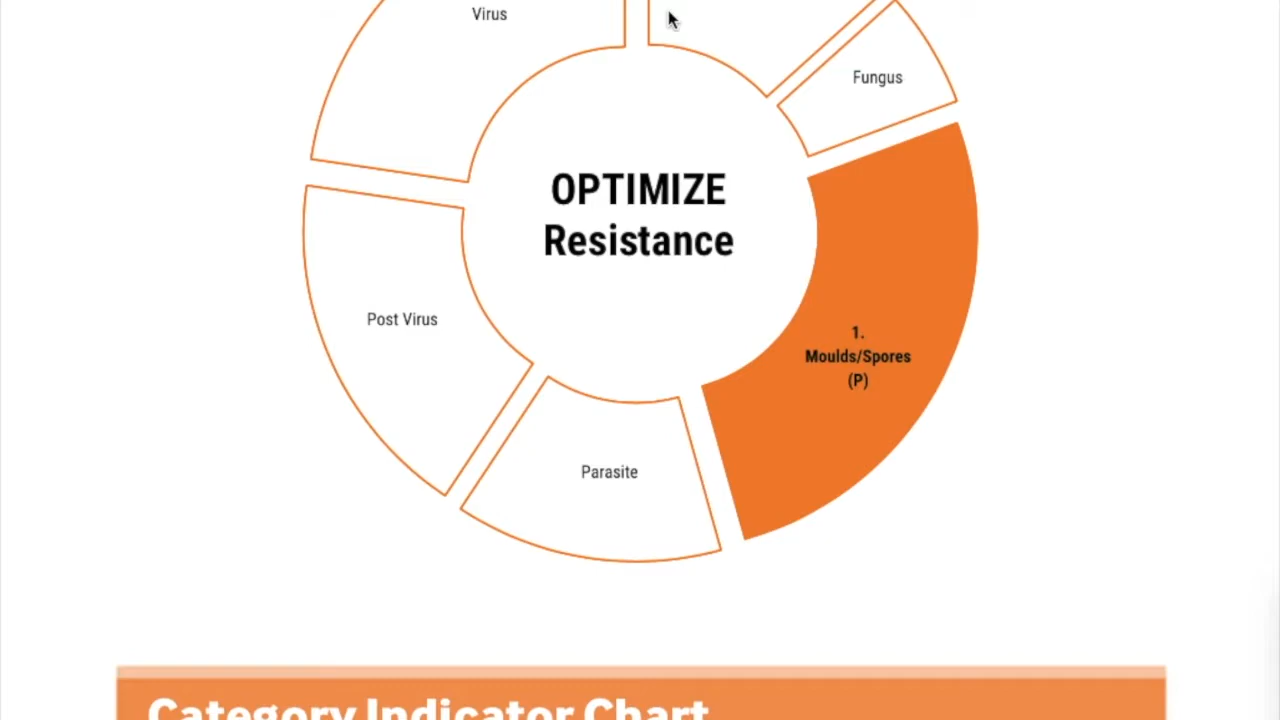 Virus
Fungus
OPTIMIZE
Resistance
Post Virus
1.
Moulds/Spores
(P)
Parasite
Category Indicator Chart